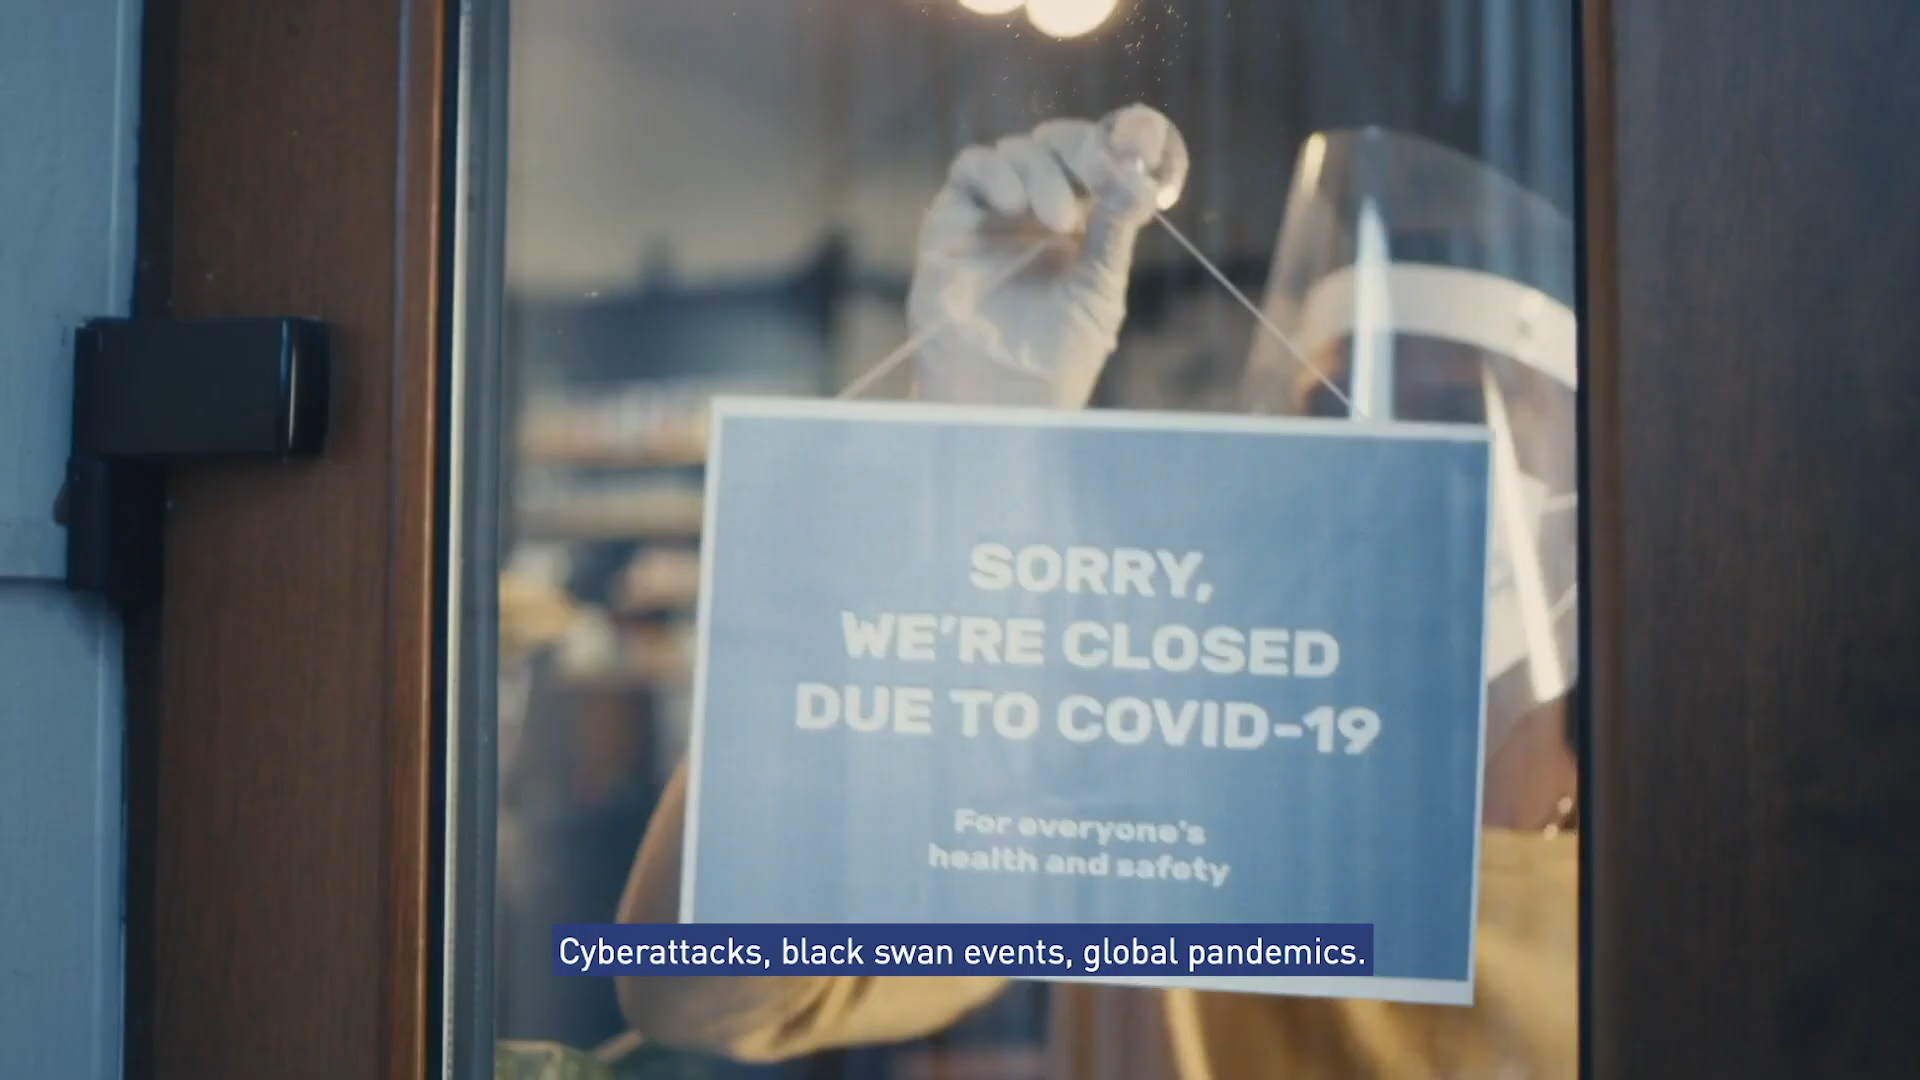 SORRY,
WE'RE CLOSED
DUE TO COVID-19
For everyone's
health and safety
Cyberattacks, black swan events, global pandemics.